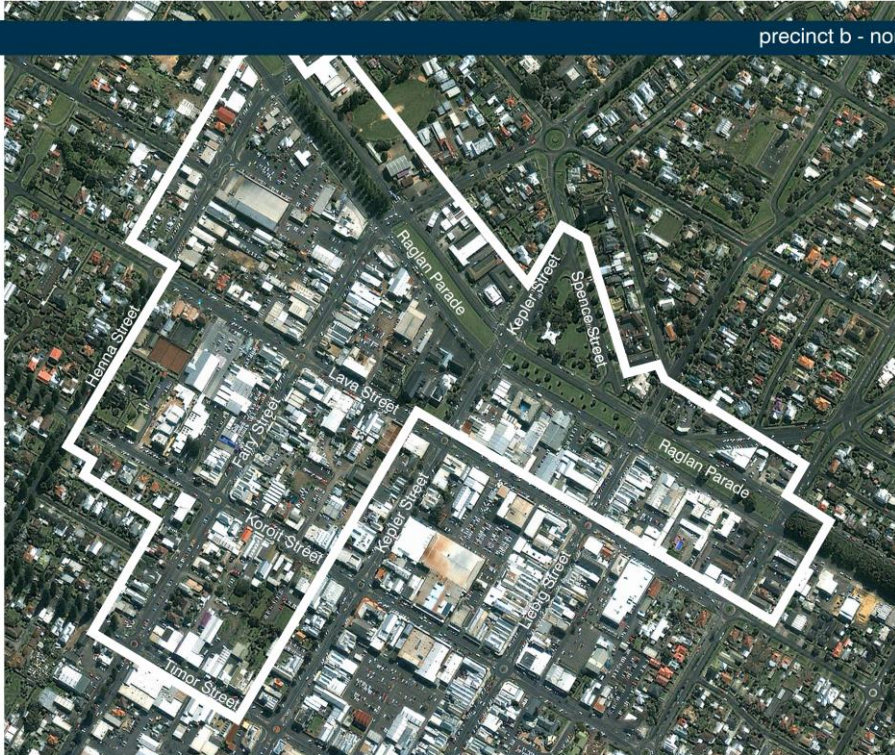 precinct b - no
Raglan Parade
Kepler Street
Spence Street
Henna Street
Lava Street
Fairy Street
Raglan Parade
Kepler Street
Koroit Street
Liebig Street
Timor Street